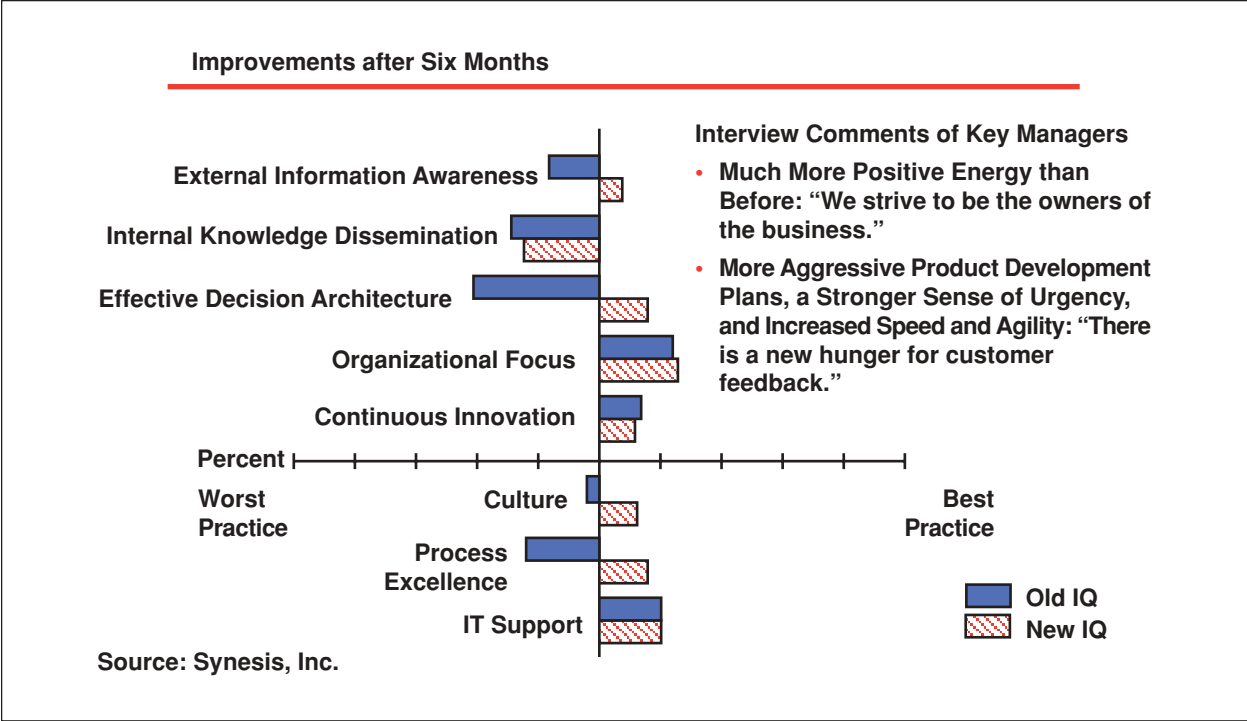 Improvements after Six Months
Interview Comments of Key Managers
• Much More Positive Energy than
Before: “We strive to be the owners of
the business.”
• More Aggressive Product Development
Plans, a Stronger Sense of Urgency,
and Increased Speed and Agility: “There
is a new hunger for customer
feedback.”
External Information Awareness
Internal Knowledge Dissemination
Effective Decision Architecture
Organizational Focus
Continuous Innovation
Percent
Worst
Practice
Best
Practice
Culture
Process
Excellence
IT Support
Old IQ
New IQ
Source: Synesis, Inc.